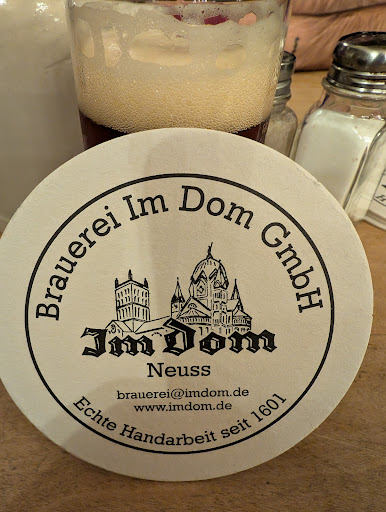 Brauerei Im Dom GmbH
Im Dom
Neuss
brauerei@imdom.de
www.imdom.de
Echte Handarbeit seit 1601